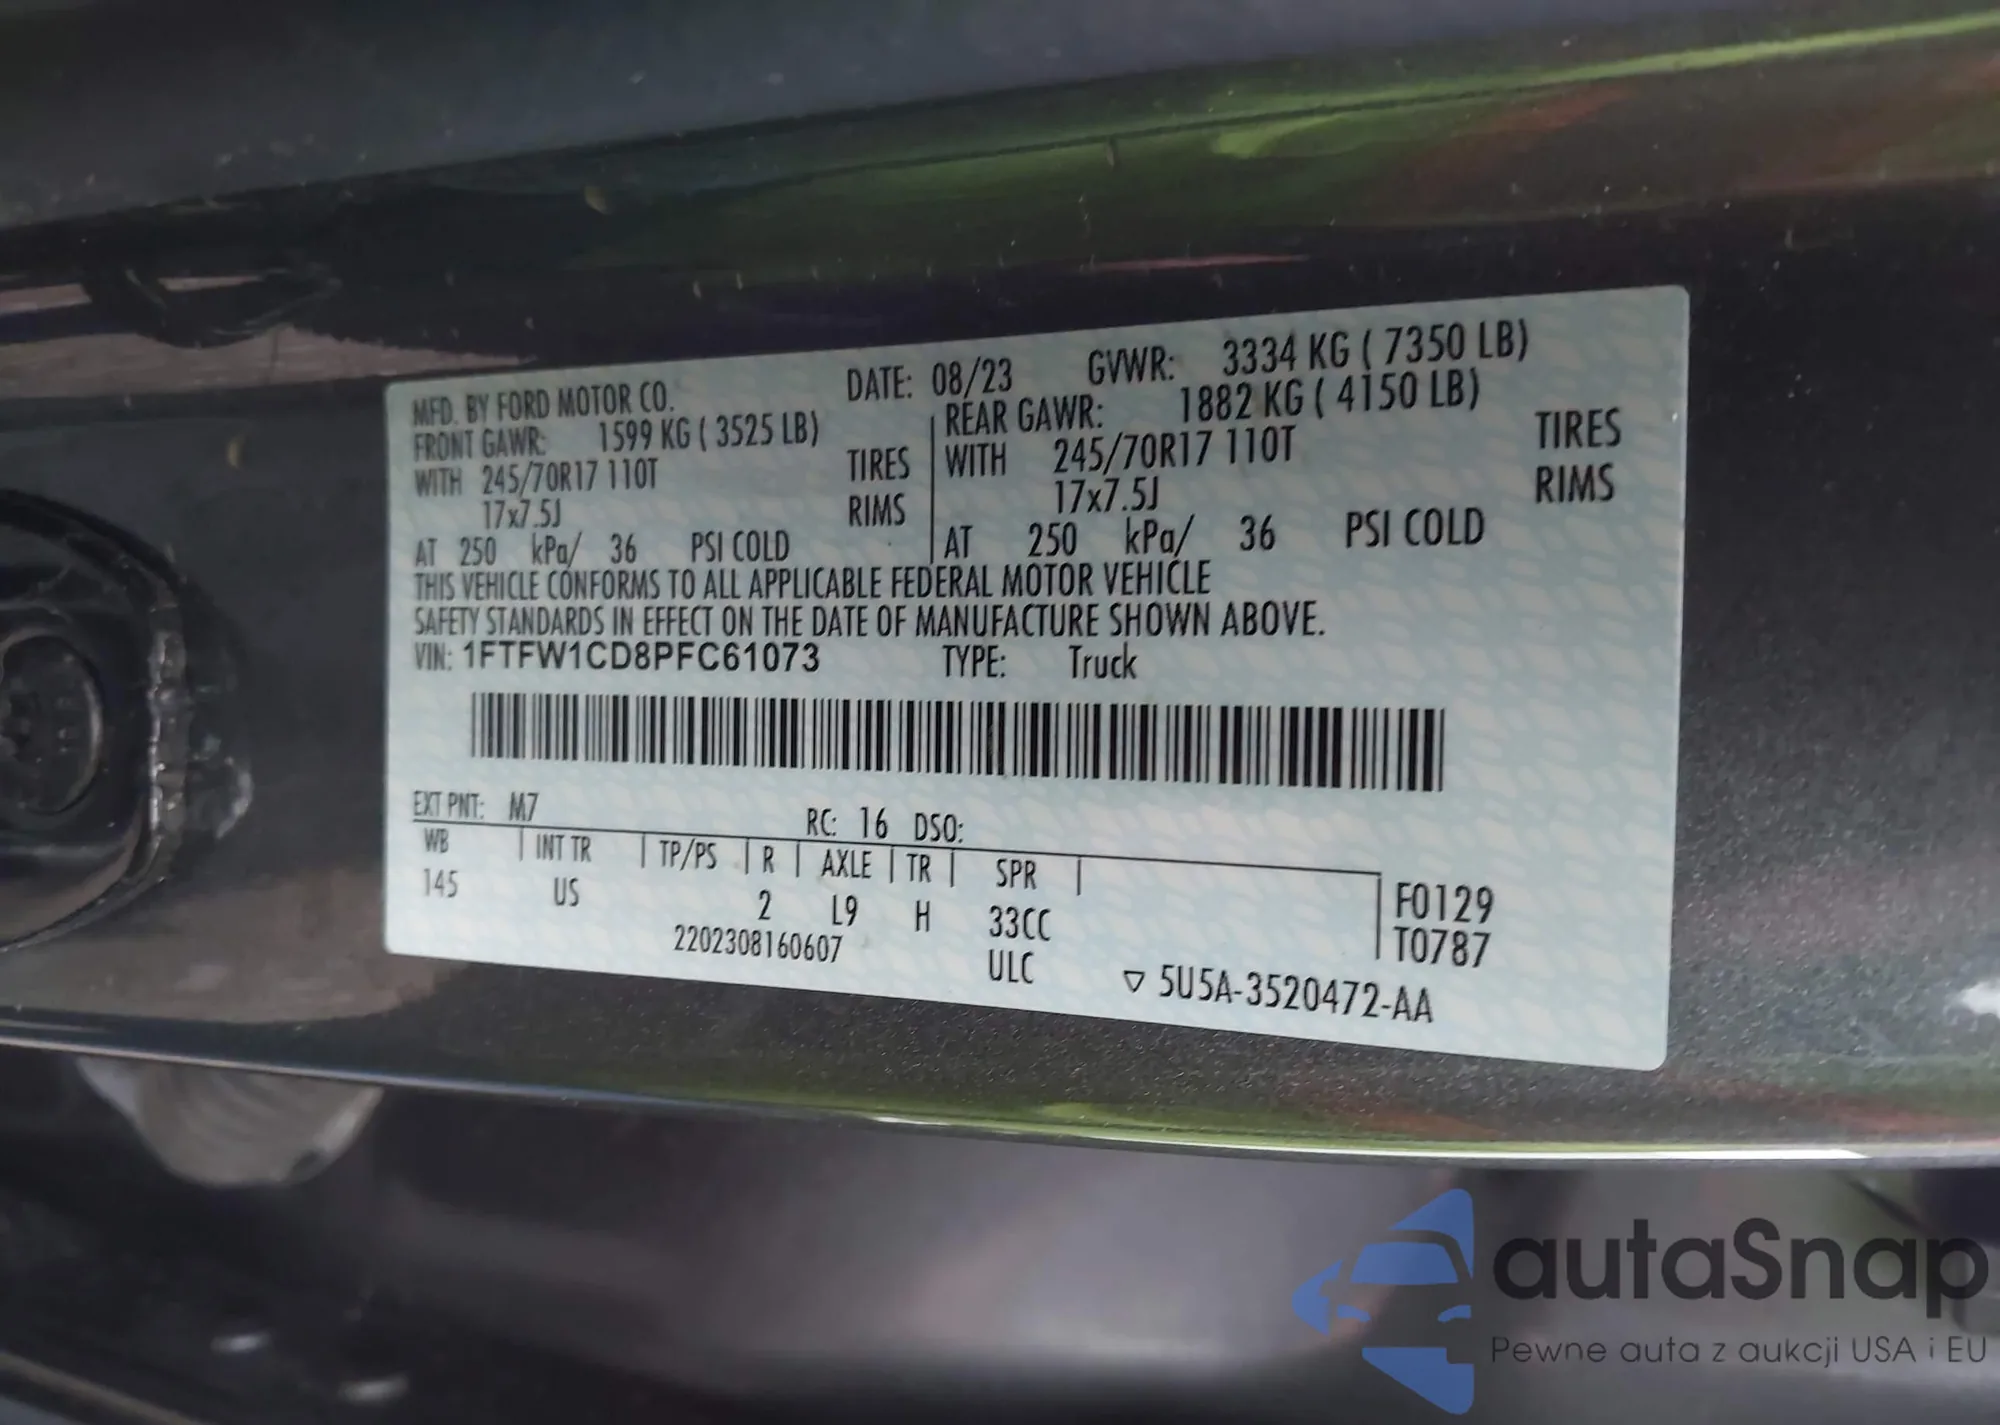 MFD. BY FORD MOTOR CO. DATE: 08/23 GVWR: 3334 KG ( 7350 LB)
FRONT GAWR: 1599 KG ( 3525 LB) REAR GAWR: 1882 KG ( 4150 LB)
WITH 245/70R17 110T TIRES WITH 245/70R17 110T TIRES
17x7.5J RIMS 17x7.5J RIMS
AT 250 kPa/ 36 PSI COLD AT 250 kPa/ 36 PSI COLD
THIS VEHICLE CONFORMS TO ALL APPLICABLE FEDERAL MOTOR VEHICLE
SAFETY STANDARDS IN EFFECT ON THE DATE OF MANUFACTURE SHOWN ABOVE.
VIN: 1FTFW1CD8PFC61073 TYPE: Truck
EXT PNT: M7 RC: 16 DSO:
WB INT TR TP/PS R AXLE TR SPR
145 US 2 L9 H 33CC F0129
2202308160607 ULC T0787
▽ 5U5A-3520472-AA
autaSnap
Pewne auta z aukcji USA i EU